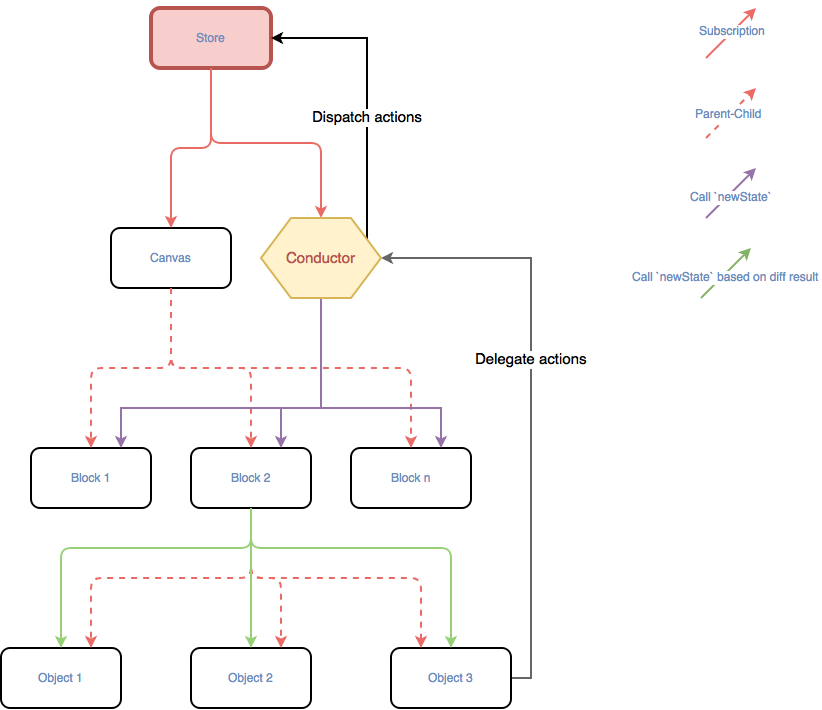 Store
Subscription
Dispatch actions
Parent-Child
Call `newState`
Canvas
Conductor
Call `newState` based on diff result
Delegate actions
Block 1
Block 2
Block n
Object 1
Object 2
Object 3